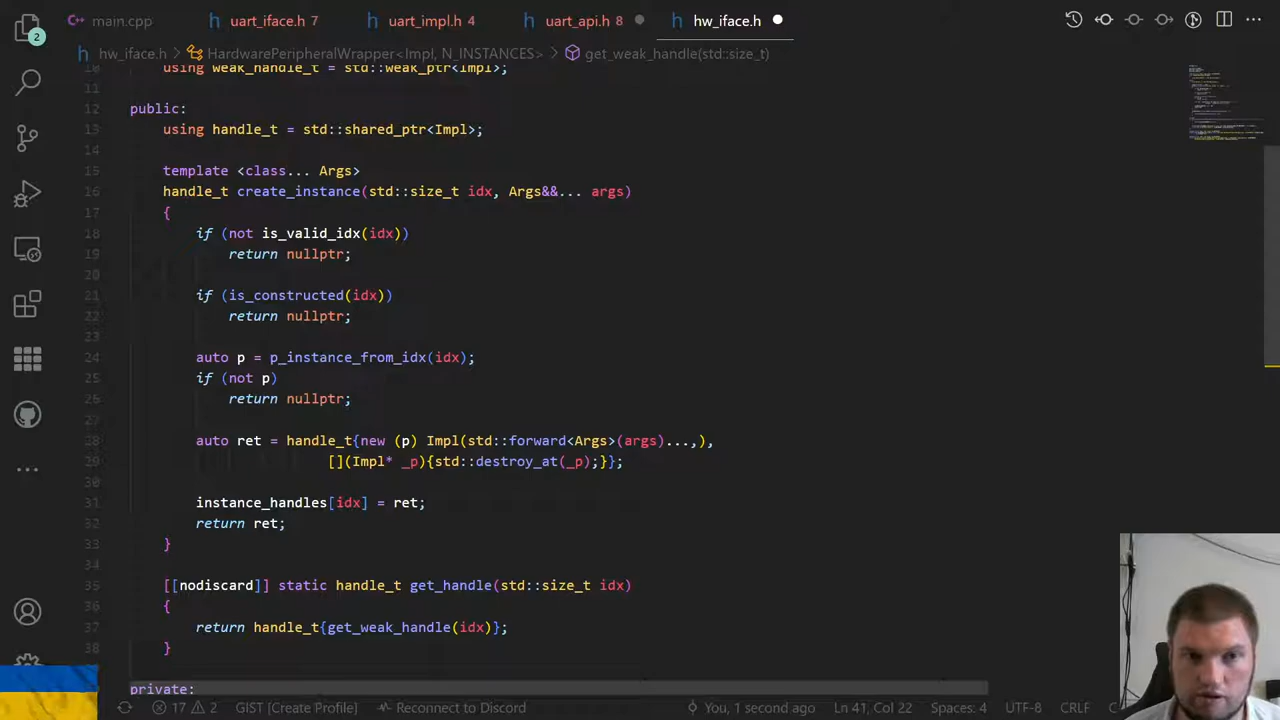 main.cpp uart_iface.h 7 uart_impl.h 4 uart_api.h 8 hw_iface.h
hw_iface.h > HardwarePeripheralWrapper<Impl, N_INSTANCES> > get_weak_handle(std::size_t)
10 using weak_handle_t = std::weak_ptr<Impl>;
11
12 public:
13 using handle_t = std::shared_ptr<Impl>;
14
15 template <class... Args>
16 handle_t create_instance(std::size_t idx, Args&&... args)
17 {
18 if (not is_valid_idx(idx))
19 return nullptr;
20
21 if (is_constructed(idx))
22 return nullptr;
23
24 auto p = p_instance_from_idx(idx);
25 if (not p)
26 return nullptr;
27
28 auto ret = handle_t{new (p) Impl(std::forward<Args>(args)...,),
29 [](Impl* _p){std::destroy_at(_p);}};
30
31 instance_handles[idx] = ret;
32 return ret;
33 }
34
35 [[nodiscard]] static handle_t get_handle(std::size_t idx)
36 {
37 return handle_t{get_weak_handle(idx)};
38 }
private:
2
17 2 GIST [Create Profile] Reconnect to Discord You, 1 second ago Ln 41, Col 22 Spaces: 4 UTF-8 CRLF